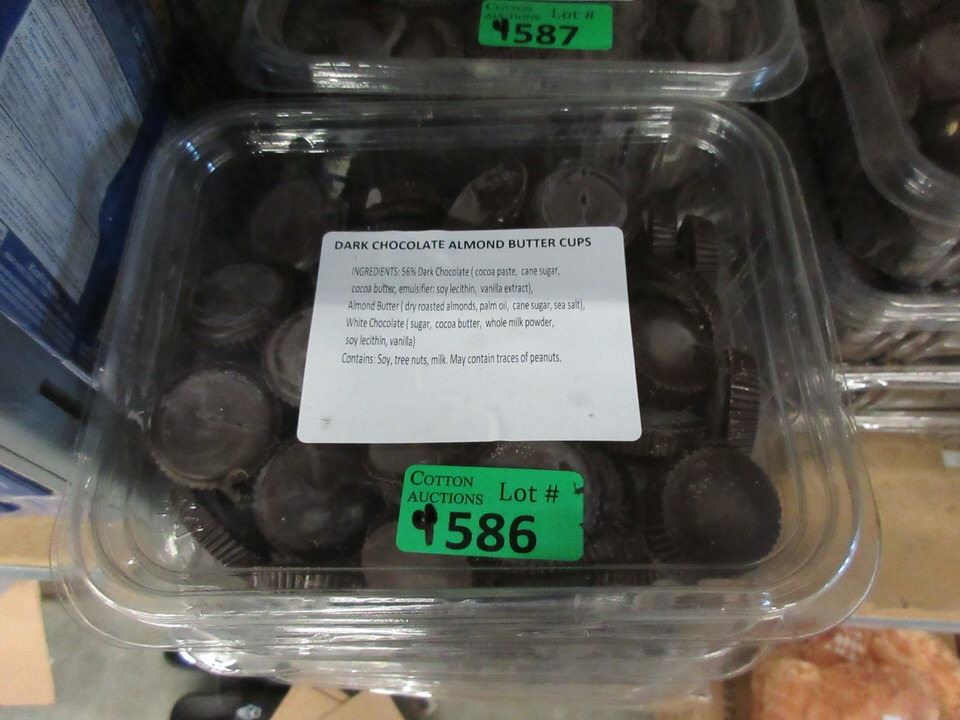 COTTON
AUCTIONS Lot #
4587
DARK CHOCOLATE ALMOND BUTTER CUPS
INGREDIENTS: 56% Dark Chocolate ( cocoa paste, cane sugar,
cocoa butter, emulsifier: soy lecithin, vanilla extract),
Almond Butter ( dry roasted almonds, palm oil, cane sugar, sea salt),
White Chocolate ( sugar, cocoa butter, whole milk powder,
soy lecithin, vanilla)
Contains: Soy, tree nuts, milk. May contain traces of peanuts.
COTTON
AUCTIONS Lot #
4586